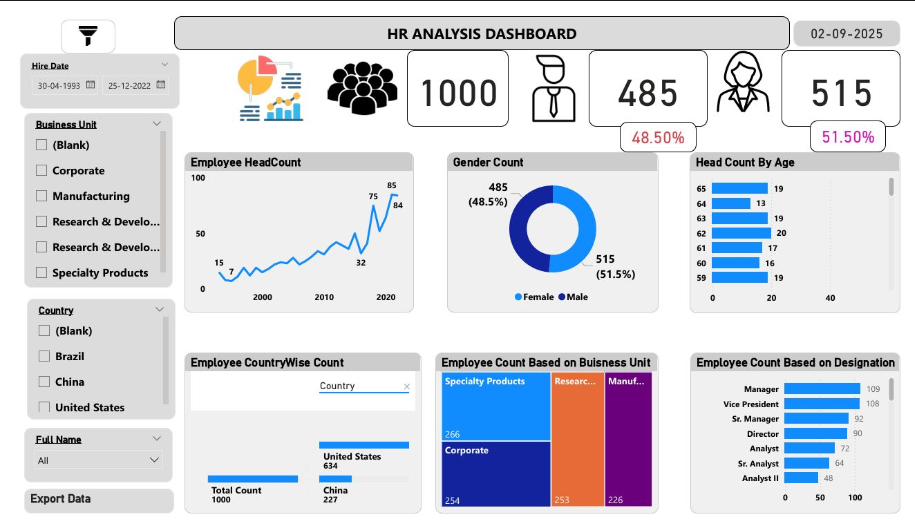 HR ANALYSIS DASHBOARD
02-09-2025
Hire Date
30-04-1993
25-12-2022
1000
485
515
48.50%
51.50%
Business Unit
(Blank)
Corporate
Manufacturing
Research & Develo...
Research & Develo...
Specialty Products
Country
(Blank)
Brazil
China
United States
Full Name
All
Export Data
Employee HeadCount
100
50
0
15
7
32
75
85
84
2000
2010
2020
Gender Count
485
(48.5%)
515
(51.5%)
Female
Male
Head Count By Age
65 19
64 13
63 19
62 20
61 17
60 16
59 19
0 20 40
Employee CountryWise Count
Country
Total Count
1000
United States
634
China
227
Employee Count Based on Buisness Unit
Specialty Products
266
Corporate
254
Researc...
253
Manuf...
226
Employee Count Based on Designation
Manager 109
Vice President 108
Sr. Manager 92
Director 90
Analyst 72
Sr. Analyst 64
Analyst II 48
0 50 100